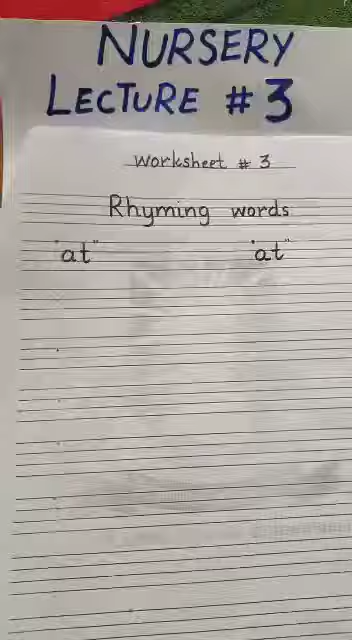 NURSERY
LECTURE # 3
Worksheet # 3
Rhyming words
"at" "at"